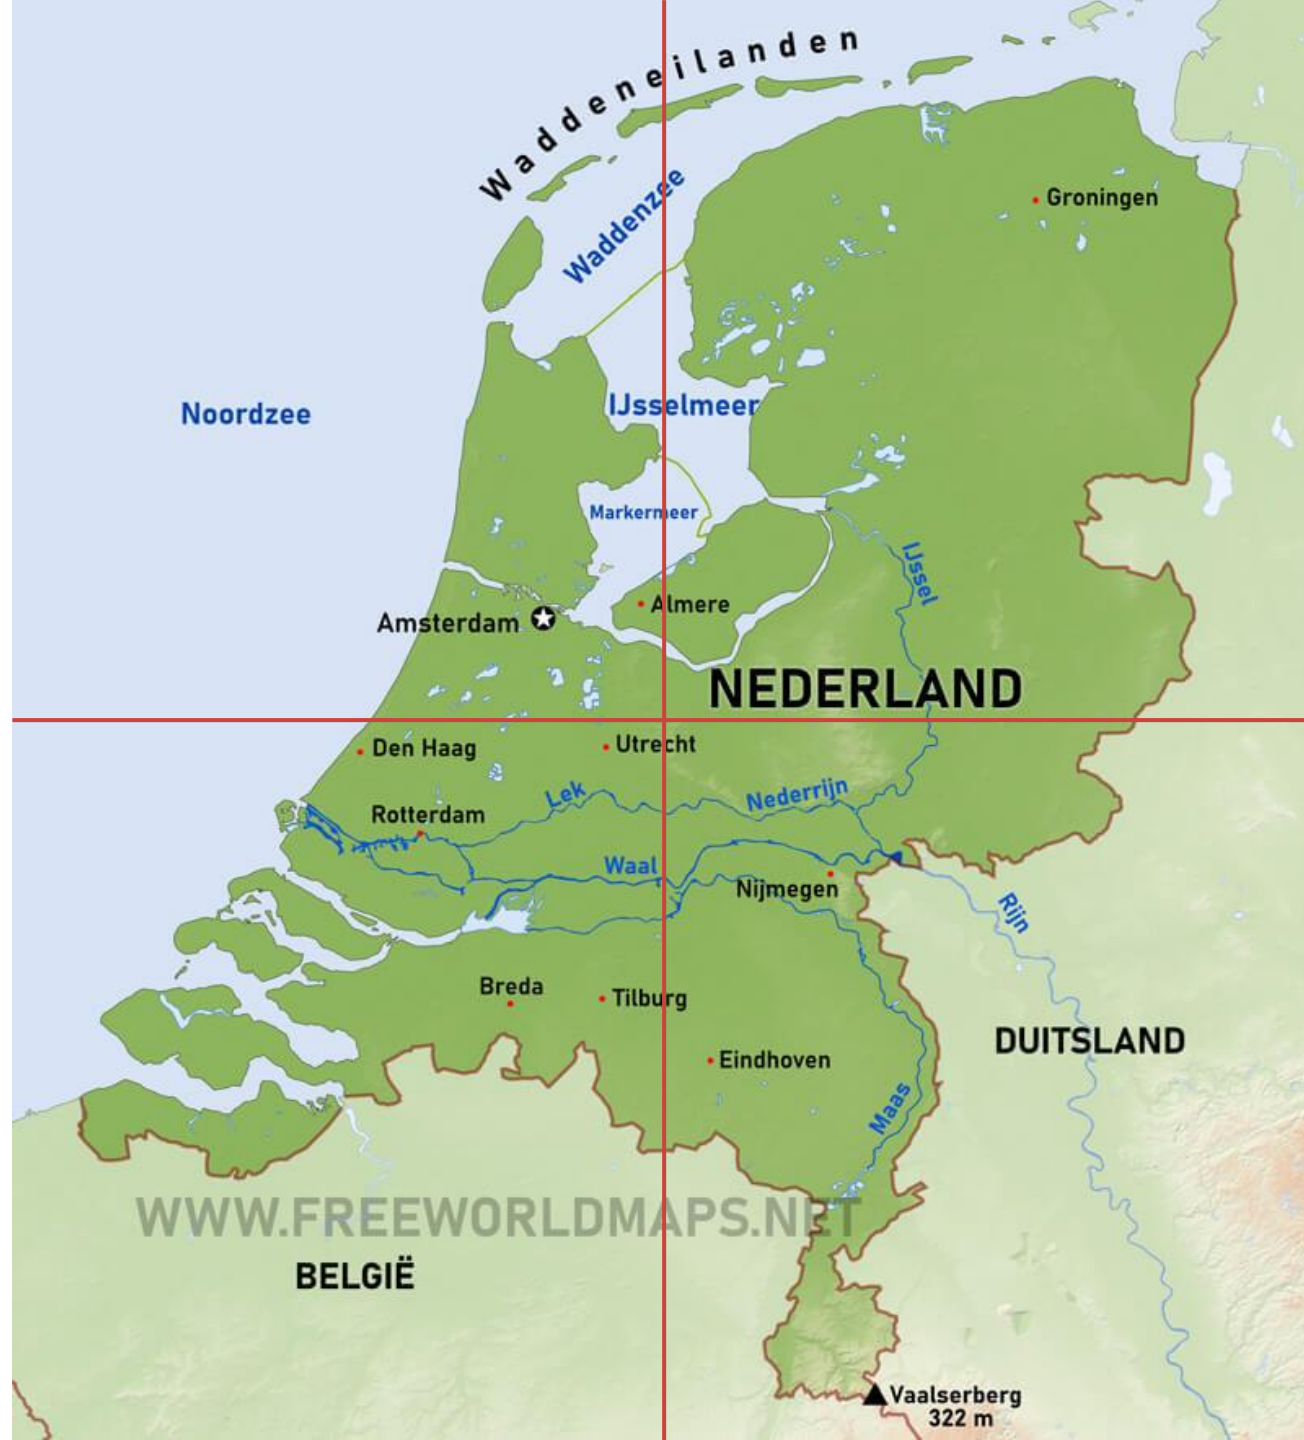 Waddeneilanden
Waddenzee
Groningen
Noordzee
IJsselmeer
Markermeer
IJssel
Almere
Amsterdam
NEDERLAND
Den Haag
Utrecht
Lek
Nederrijn
Rotterdam
Waal
Nijmegen
Rijn
Breda
Tilburg
DUITSLAND
Eindhoven
Maas
WWW.FREEWORLDMAPS.NET
BELGIË
Vaalserberg
322 m